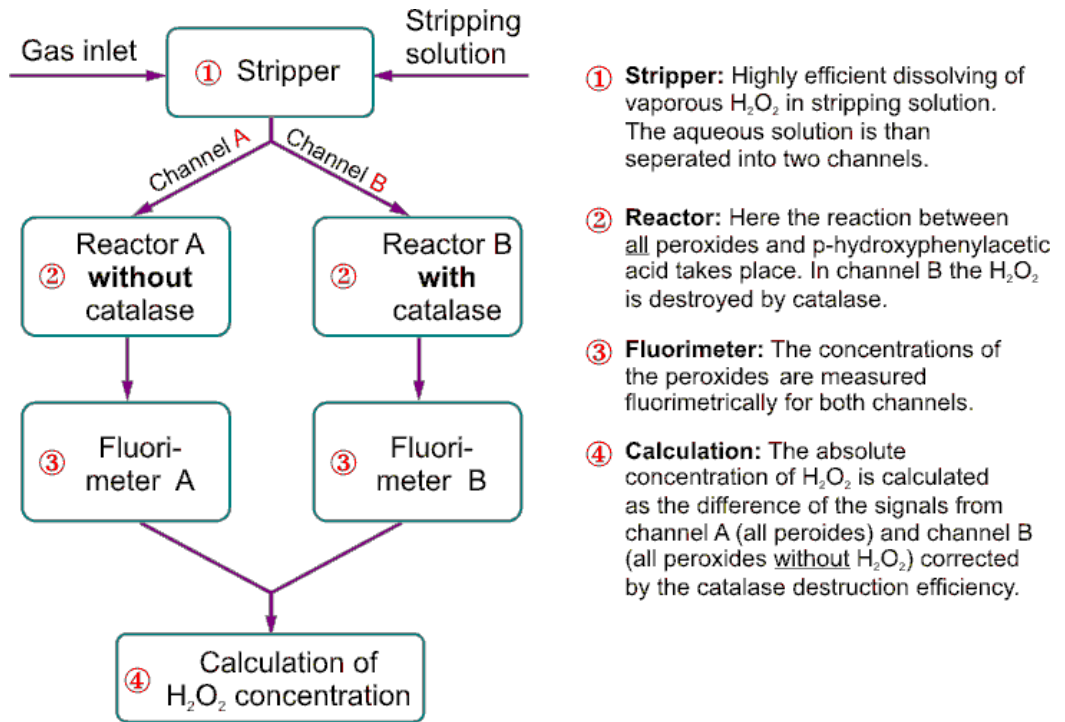 Gas inlet
Stripping
solution
① Stripper
Channel A
Channel B
Reactor A
② without
catalase
Reactor B
② with
catalase
③ Fluori-
meter A
③ Fluori-
meter B
④ Calculation of
H₂O₂ concentration
① Stripper: Highly efficient dissolving of
vaporous H₂O₂ in stripping solution.
The aqueous solution is than
seperated into two channels.
② Reactor: Here the reaction between
all peroxides and p-hydroxyphenylacetic
acid takes place. In channel B the H₂O₂
is destroyed by catalase.
③ Fluorimeter: The concentrations of
the peroxides are measured
fluorimetrically for both channels.
④ Calculation: The absolute
concentration of H₂O₂ is calculated
as the difference of the signals from
channel A (all peroides) and channel B
(all peroxides without H₂O₂) corrected
by the catalase destruction efficiency.